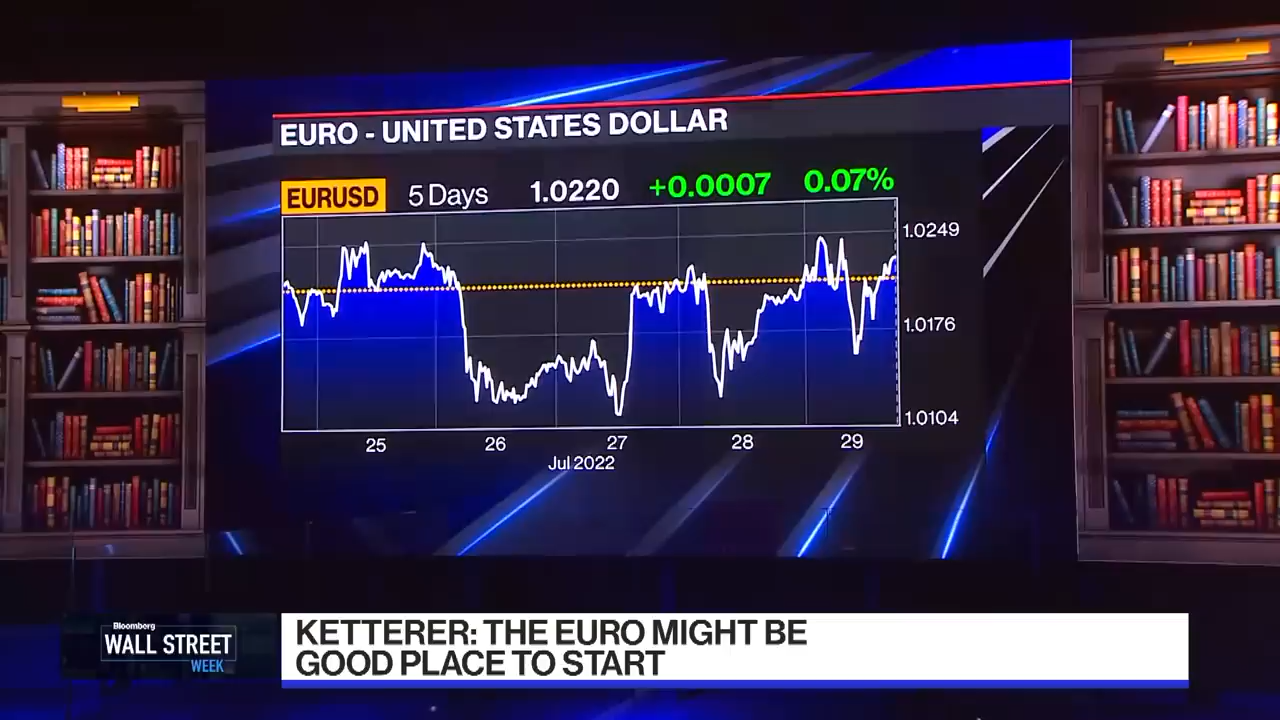 EURO - UNITED STATES DOLLAR
EURUSD 5 Days 1.0220 +0.0007 0.07%
1.0249
1.0176
1.0104
25 26 27 28 29
Jul 2022
Bloomberg
WALL STREET
WEEK
KETTERER: THE EURO MIGHT BE
GOOD PLACE TO START